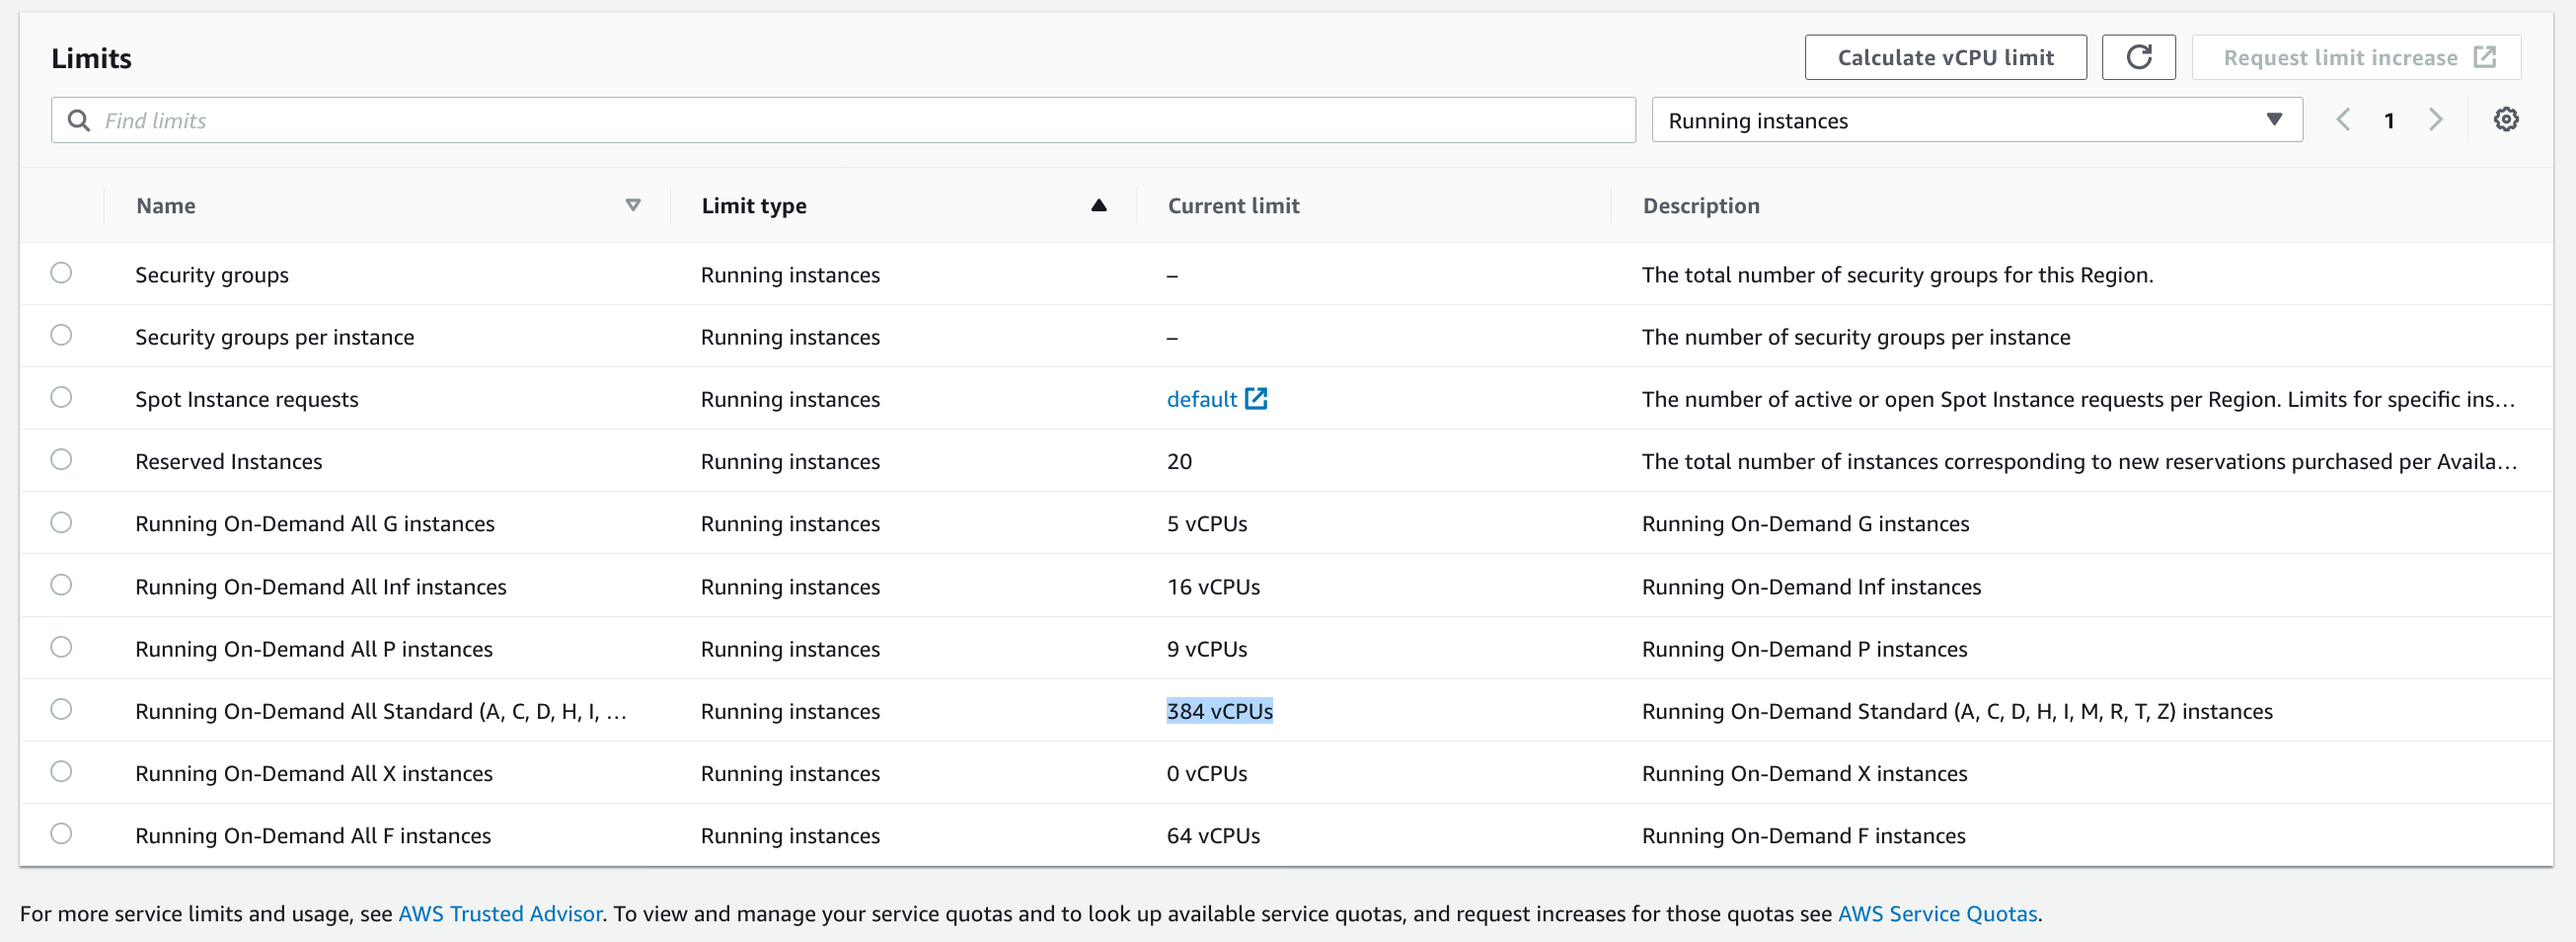 Limits
Calculate vCPU limit
Request limit increase
Find limits
Running instances
1
Name Limit type Current limit Description
Security groups Running instances – The total number of security groups for this Region.
Security groups per instance Running instances – The number of security groups per instance
Spot Instance requests Running instances default The number of active or open Spot Instance requests per Region. Limits for specific ins...
Reserved Instances Running instances 20 The total number of instances corresponding to new reservations purchased per Availa...
Running On-Demand All G instances Running instances 5 vCPUs Running On-Demand G instances
Running On-Demand All Inf instances Running instances 16 vCPUs Running On-Demand Inf instances
Running On-Demand All P instances Running instances 9 vCPUs Running On-Demand P instances
Running On-Demand All Standard (A, C, D, H, I, ... Running instances 384 vCPUs Running On-Demand Standard (A, C, D, H, I, M, R, T, Z) instances
Running On-Demand All X instances Running instances 0 vCPUs Running On-Demand X instances
Running On-Demand All F instances Running instances 64 vCPUs Running On-Demand F instances
For more service limits and usage, see AWS Trusted Advisor. To view and manage your service quotas and to look up available service quotas, and request increases for those quotas see AWS Service Quotas.